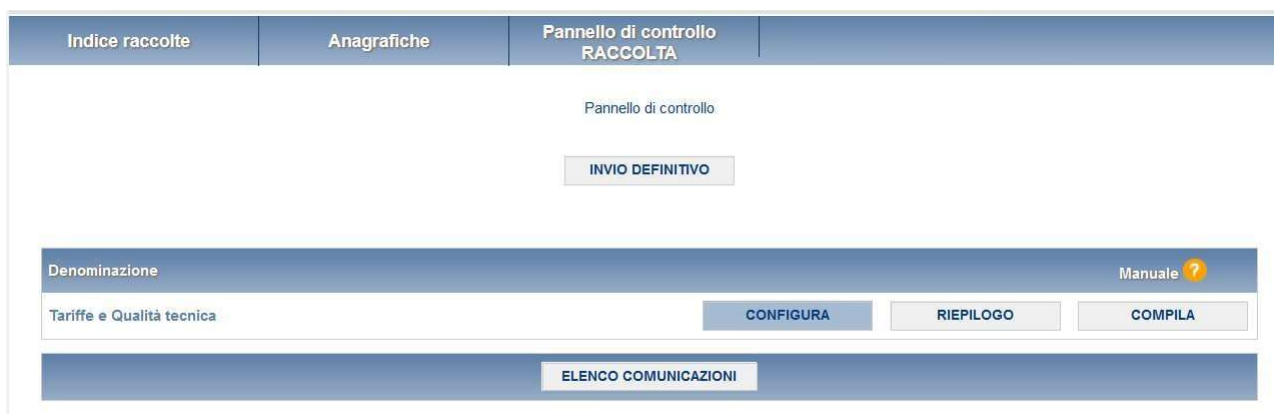 Indice raccolte
Anagrafiche
Pannello di controllo
RACCOLTA
Pannello di controllo
INVIO DEFINITIVO
Denominazione
Manuale ?
Tariffe e Qualità tecnica
CONFIGURA
RIEPILOGO
COMPILA
ELENCO COMUNICAZIONI